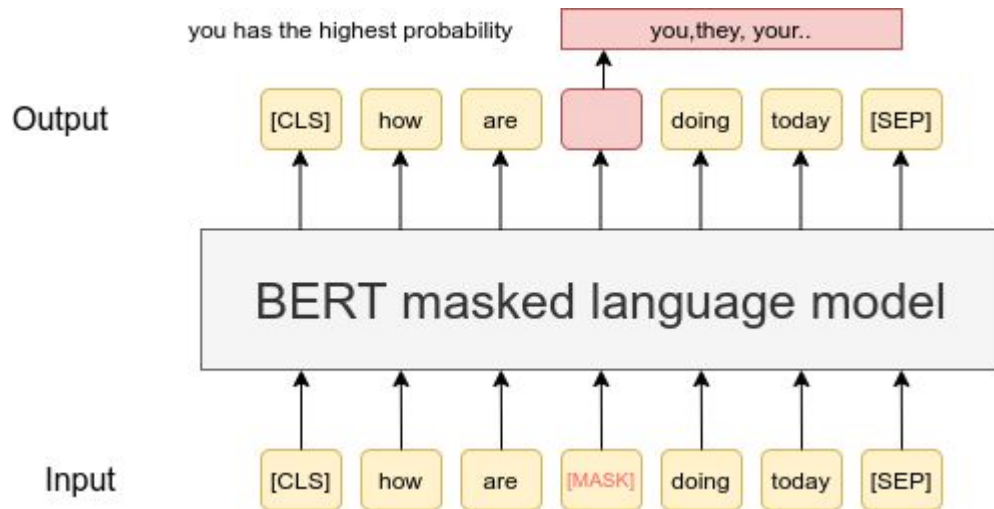 you has the highest probability
you,they, your..
Output
[CLS] how are doing today [SEP]
BERT masked language model
Input
[CLS] how are [MASK] doing today [SEP]